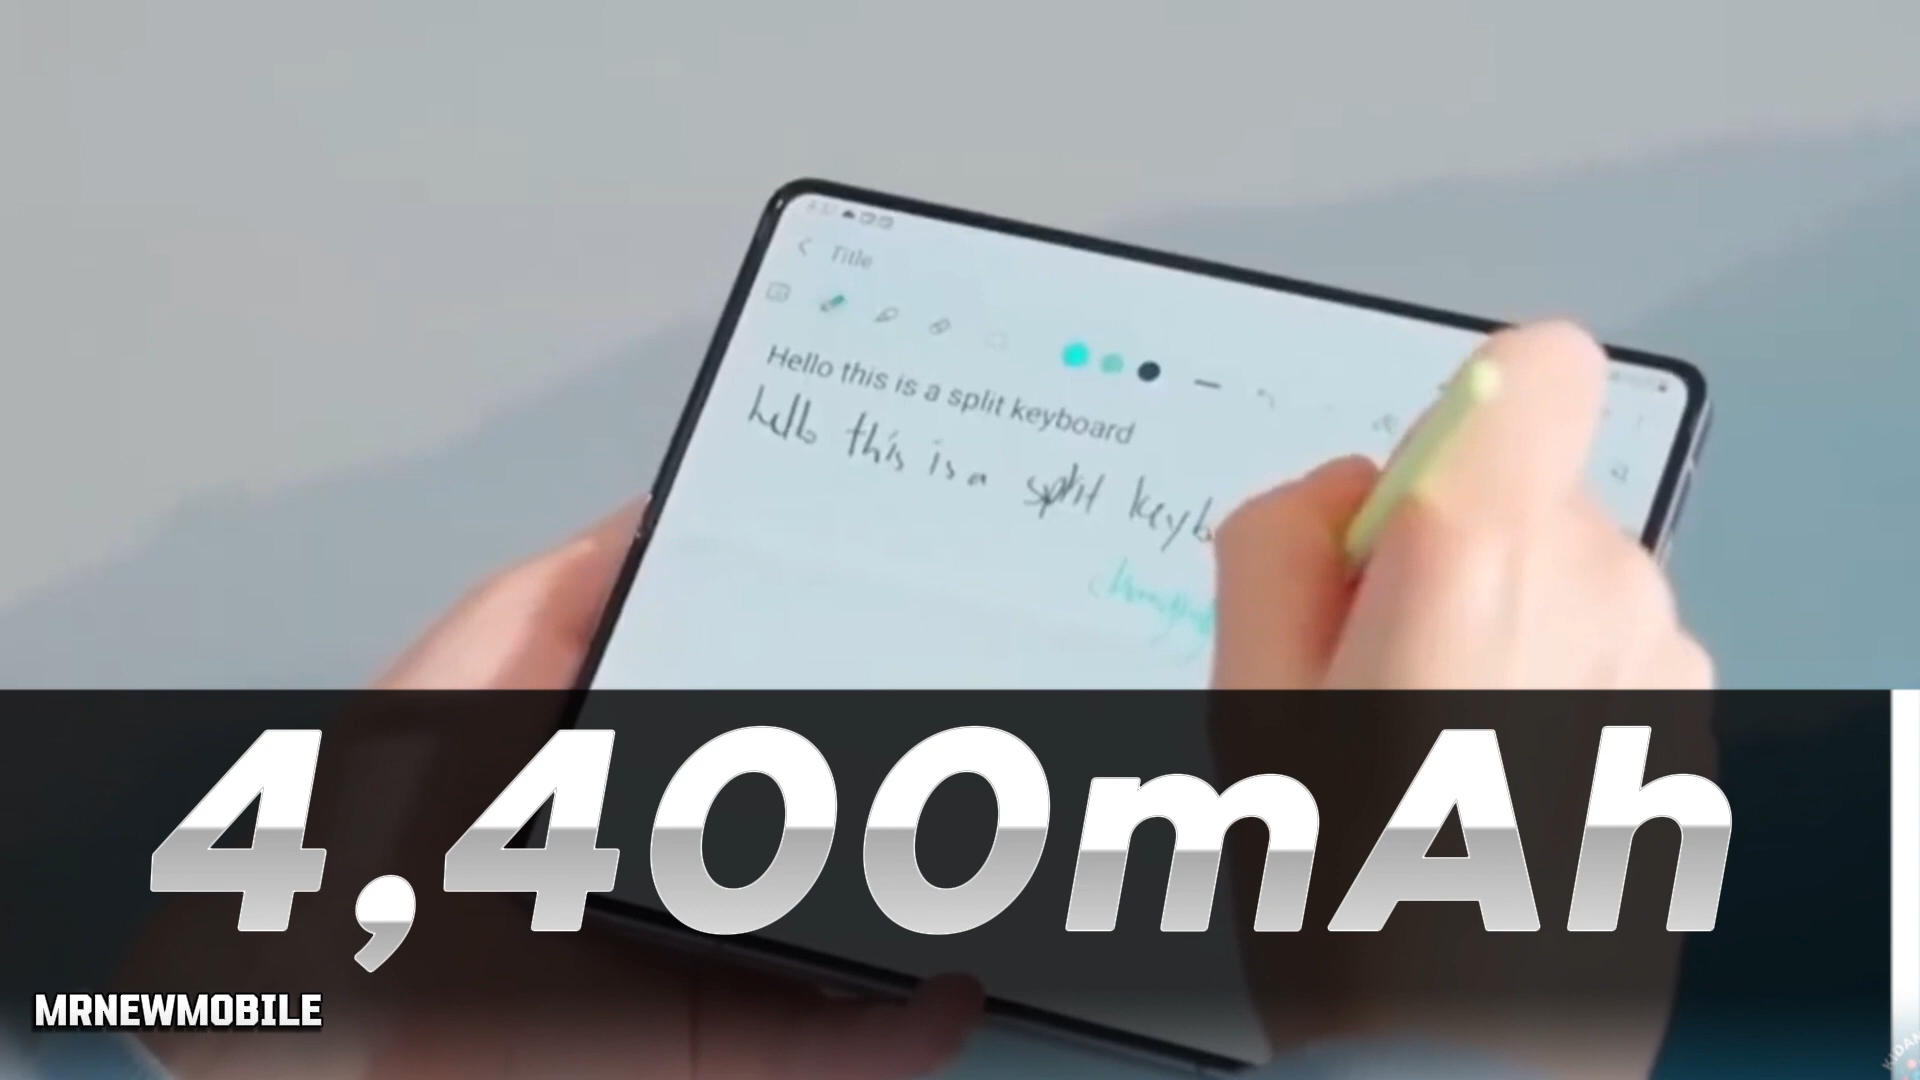 Title
Hello this is a split keyboard
hello this is a split keyb
4,400mAh
MRNEWMOBILE